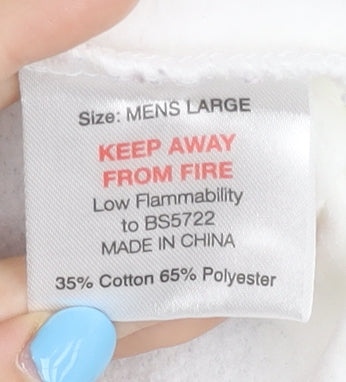 Size: MENS LARGE
KEEP AWAY
FROM FIRE
Low Flammability
to BS5722
MADE IN CHINA
35% Cotton 65% Polyester